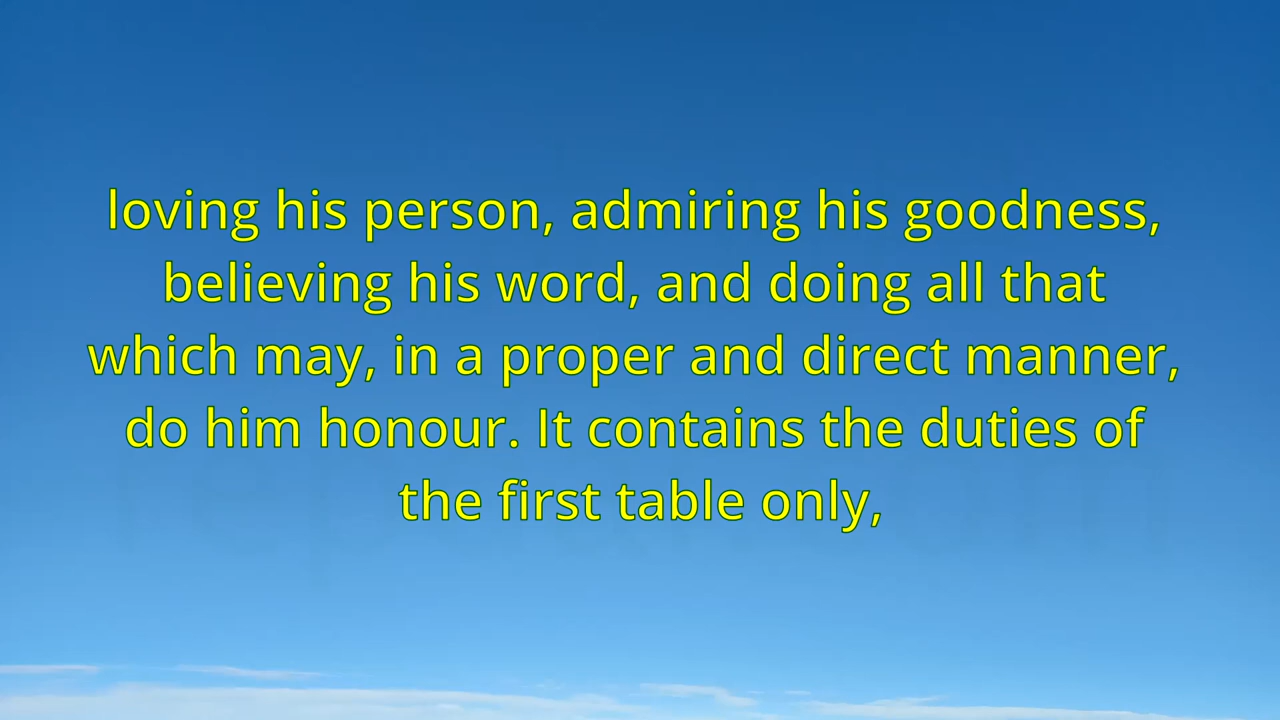 loving his person, admiring his goodness,
believing his word, and doing all that
which may, in a proper and direct manner,
do him honour. It contains the duties of
the first table only,